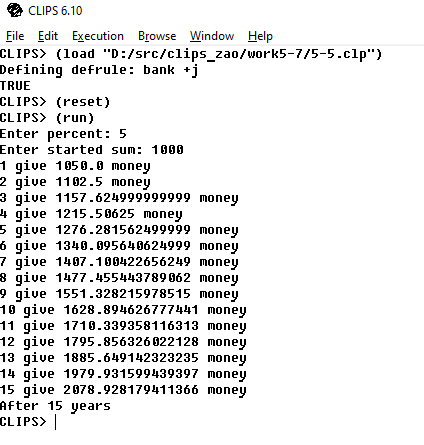 CLIPS 6.10
File Edit Execution Browse Window Help
CLIPS> (load "D:/src/clips_zao/work5-7/5-5.clp")
Defining defrule: bank +j
TRUE
CLIPS> (reset)
CLIPS> (run)
Enter percent: 5
Enter started sum: 1000
1 give 1050.0 money
2 give 1102.5 money
3 give 1157.624999999999 money
4 give 1215.50625 money
5 give 1276.281562499999 money
6 give 1340.095640624999 money
7 give 1407.100422656249 money
8 give 1477.455443789062 money
9 give 1551.328215978515 money
10 give 1628.894626777441 money
11 give 1710.339358116313 money
12 give 1795.856326022128 money
13 give 1885.649142323235 money
14 give 1979.931599439397 money
15 give 2078.928179411366 money
After 15 years
CLIPS>